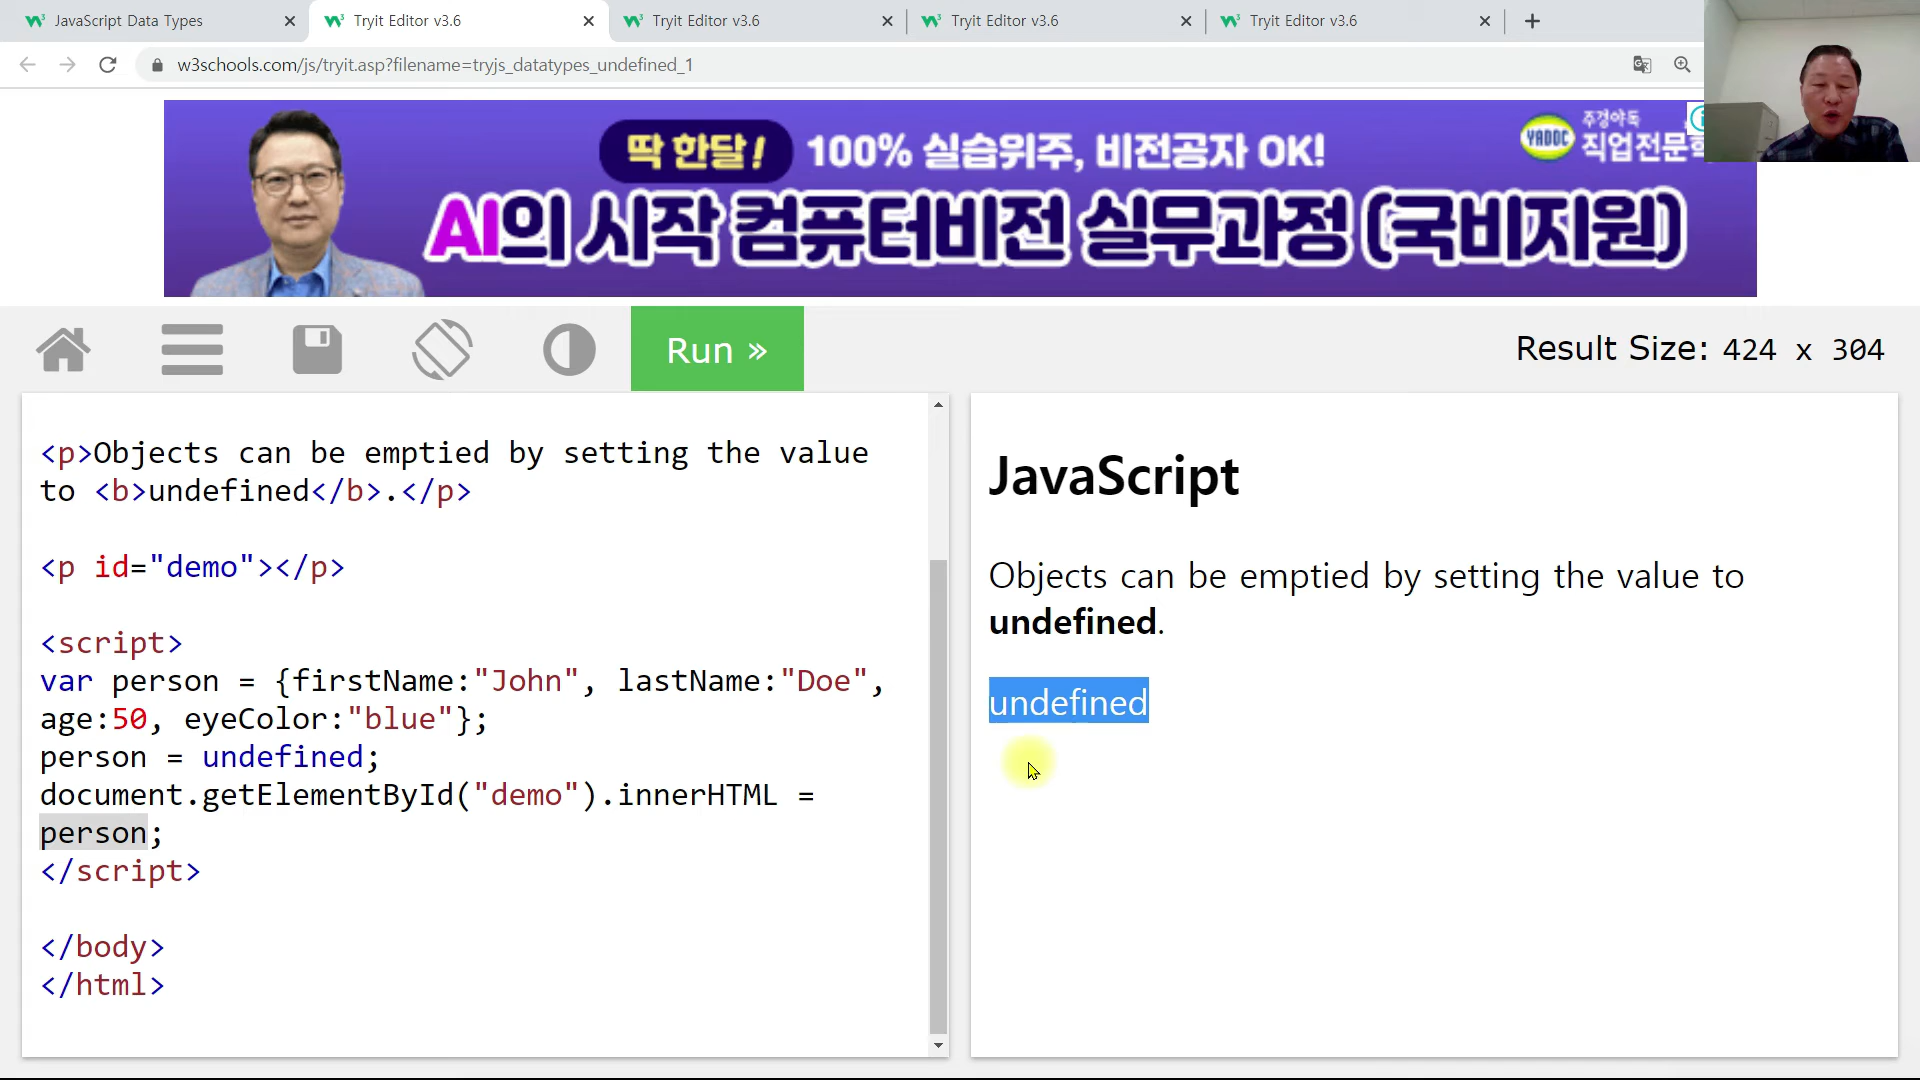 JavaScript Data Types
Tryit Editor v3.6
Tryit Editor v3.6
Tryit Editor v3.6
Tryit Editor v3.6
w3schools.com/js/tryit.asp?filename=tryjs_datatypes_undefined_1
딱 한달! 100% 실습위주, 비전공자 OK!
YADOC 주경야독
직업전문학
AI의 시작 컴퓨터비전 실무과정 (국비지원)
Run »
Result Size: 424 x 304
<p>Objects can be emptied by setting the value
to <b>undefined</b>.</p>
<p id="demo"></p>
<script>
var person = {firstName:"John", lastName:"Doe",
age:50, eyeColor:"blue"};
person = undefined;
document.getElementById("demo").innerHTML =
person;
</script>
</body>
</html>
JavaScript
Objects can be emptied by setting the value to
undefined.
undefined